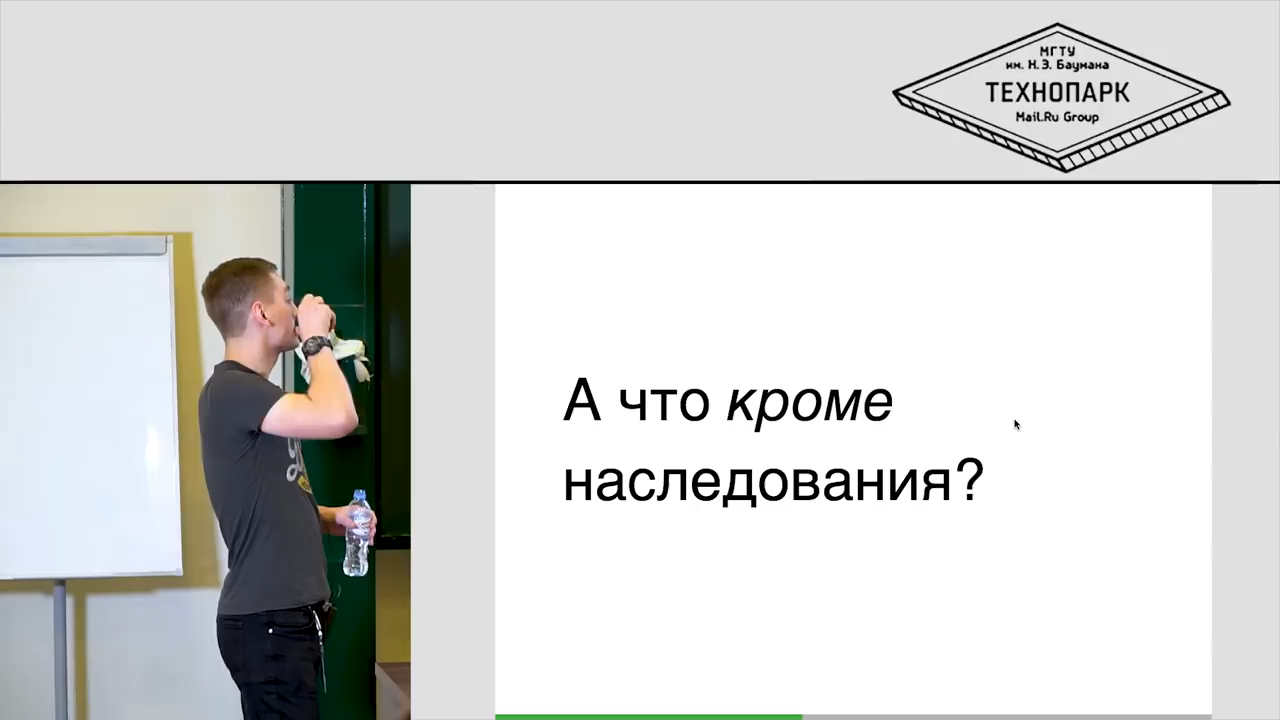 МГТУ
им. Н.Э. Баумана
ТЕХНОПАРК
Mail.Ru Group
А что кроме
наследования?